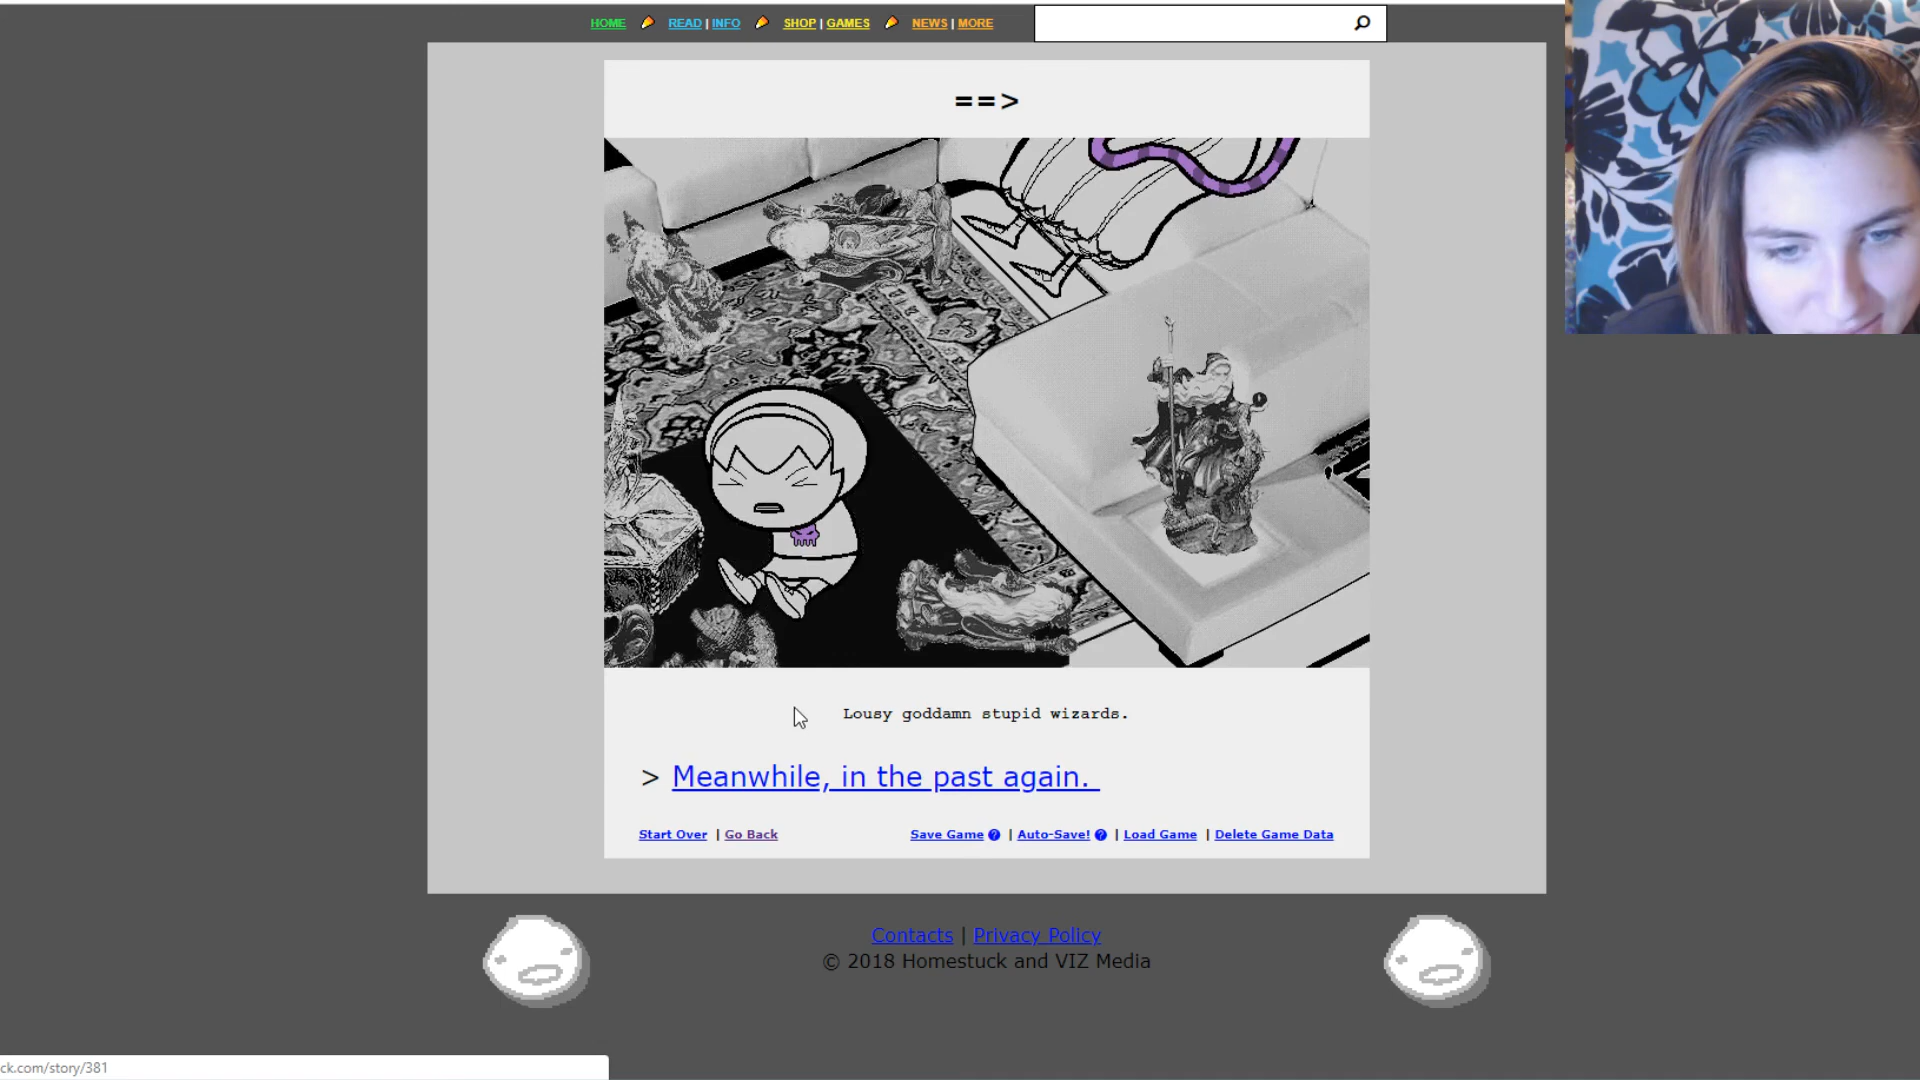 HOME READ | INFO SHOP | GAMES NEWS | MORE
==>
Lousy goddamn stupid wizards.
> Meanwhile, in the past again.
Start Over | Go Back Save Game ? | Auto-Save! ? | Load Game | Delete Game Data
Contacts | Privacy Policy
© 2018 Homestuck and VIZ Media
ck.com/story/381